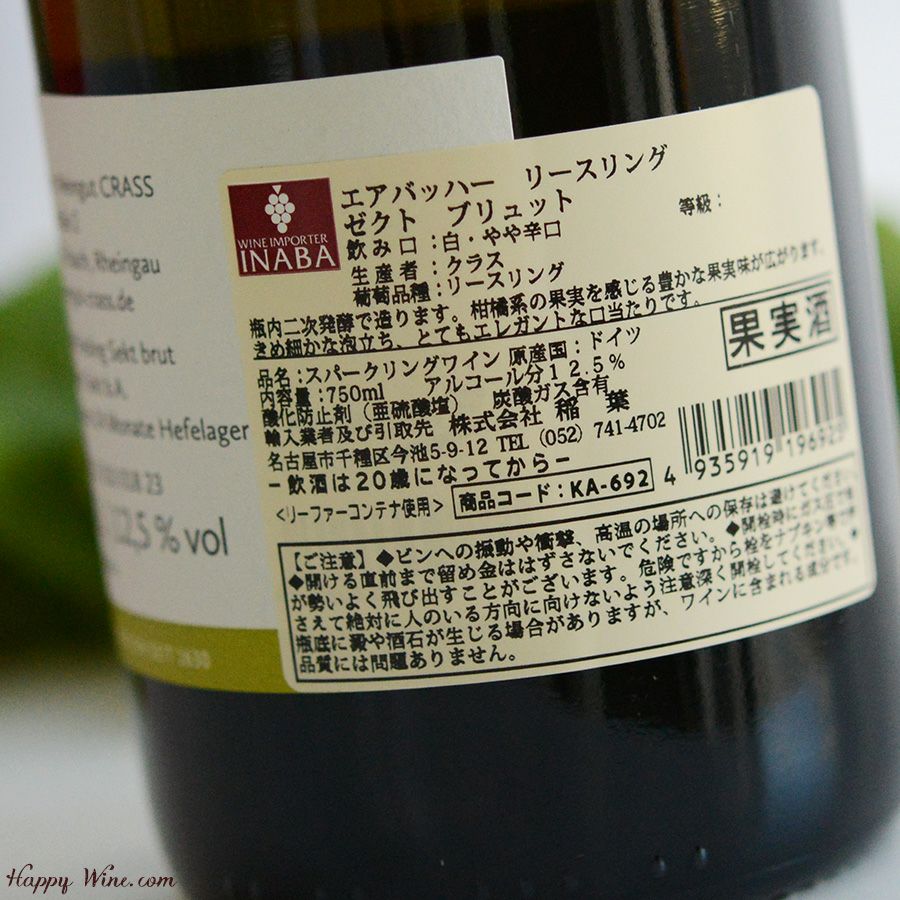 CRASS
Rheingau
Sekt brut
Hefelager
23
12,5 % vol
WINE IMPORTER
INABA
エアバッハー リースリング
ゼクト ブリュット
等級：
飲み口：白・やや辛口
生産者：クラス
葡萄品種：リースリング
瓶内二次発酵で造ります。柑橘系の果実を感じる豊かな果実味が広がります。
きめ細かな泡立ち、とてもエレガントな口当たりです。
果実酒
品名：スパークリングワイン 原産国：ドイツ
内容量：750ml アルコール分12.5%
酸化防止剤（亜硫酸塩） 炭酸ガス含有
輸入業者及び引取先 株式会社 稲葉
名古屋市千種区今池5-9-12 TEL (052) 741-4702
－飲酒は20歳になってから－
<リーファーコンテナ使用>
商品コード：KA-692
4 935919 196925
【ご注意】◆ビンへの振動や衝撃、高温の場所への保存は避けてください。
◆開ける直前まで留め金ははずさないでください。◆開栓時にガス圧で栓
が勢いよく飛び出すことがございます。危険ですから栓をナプキン等で押
さえて絶対に人のいる方向に向けないよう注意深く開栓してください。◆
瓶底に澱や酒石が生じる場合がありますが、ワインに含まれる成分です。
品質には問題ありません。
Happy Wine.com